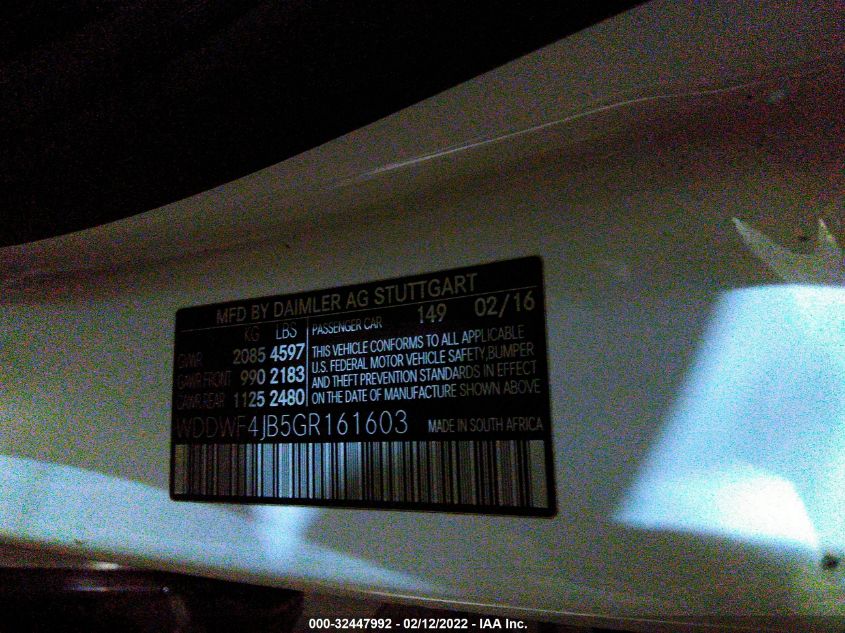 MFD BY DAIMLER AG STUTTGART
KG LBS PASSENGER CAR 149 02/16
GVWR 2085 4597 THIS VEHICLE CONFORMS TO ALL APPLICABLE
U.S. FEDERAL MOTOR VEHICLE SAFETY,BUMPER
GAWR FRONT 990 2183 AND THEFT PREVENTION STANDARDS IN EFFECT
GAWR REAR 1125 2480 ON THE DATE OF MANUFACTURE SHOWN ABOVE
WDDWF4JB5GR161603 MADE IN SOUTH AFRICA
000-32447992 - 02/12/2022 - IAA Inc.